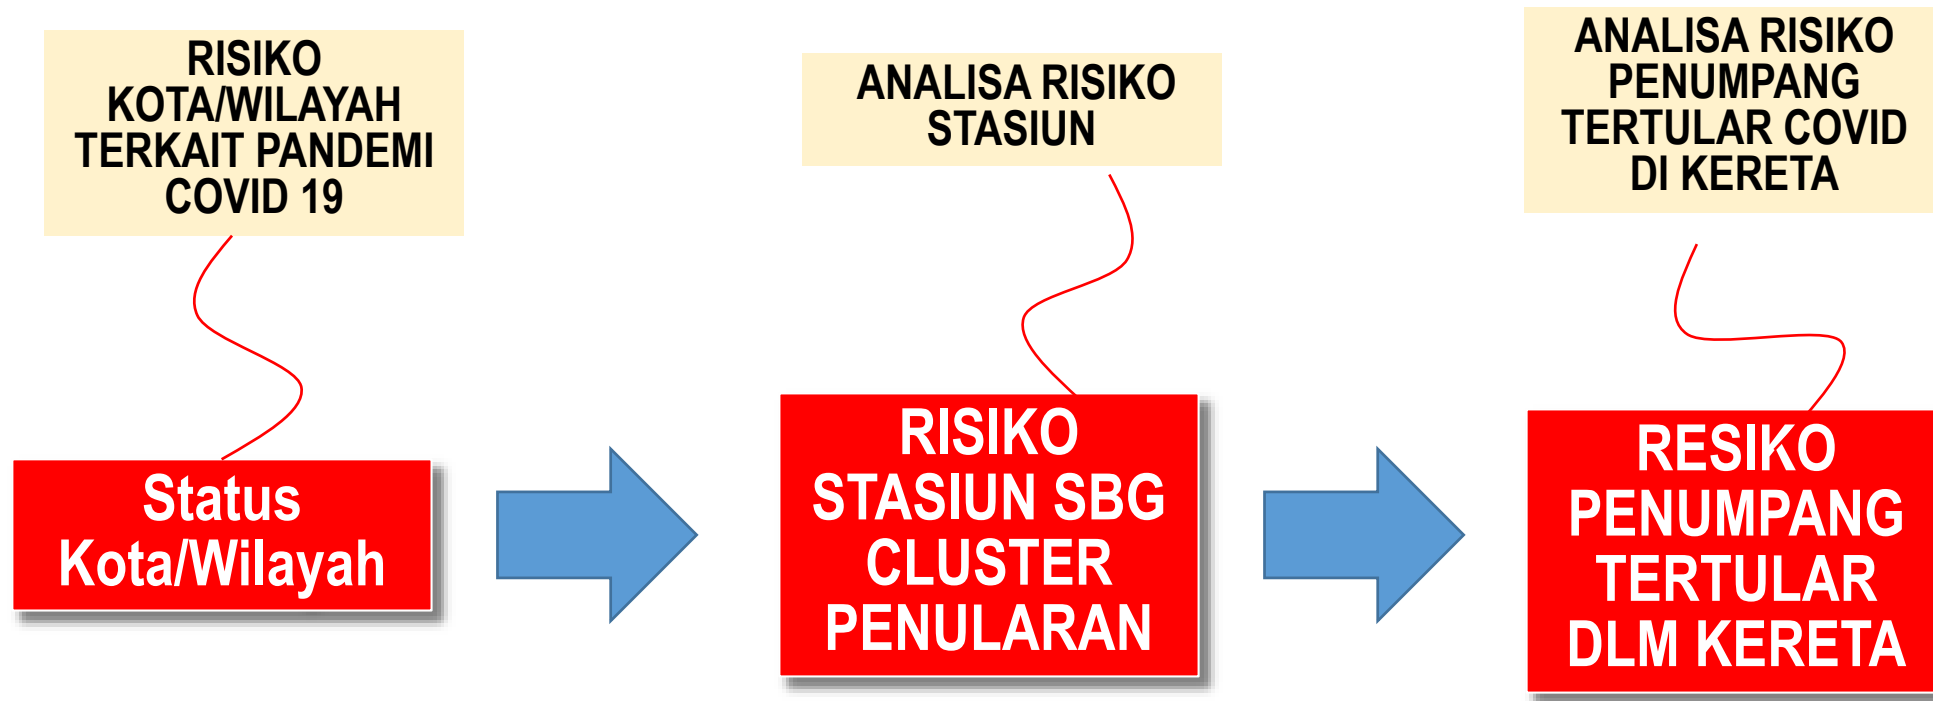 RISIKO
KOTA/WILAYAH
TERKAIT PANDEMI
COVID 19
ANALISA RISIKO
STASIUN
ANALISA RISIKO
PENUMPANG
TERTULAR COVID
DI KERETA
Status
Kota/Wilayah
RISIKO
STASIUN SBG
CLUSTER
PENULARAN
RESIKO
PENUMPANG
TERTULAR
DLM KERETA